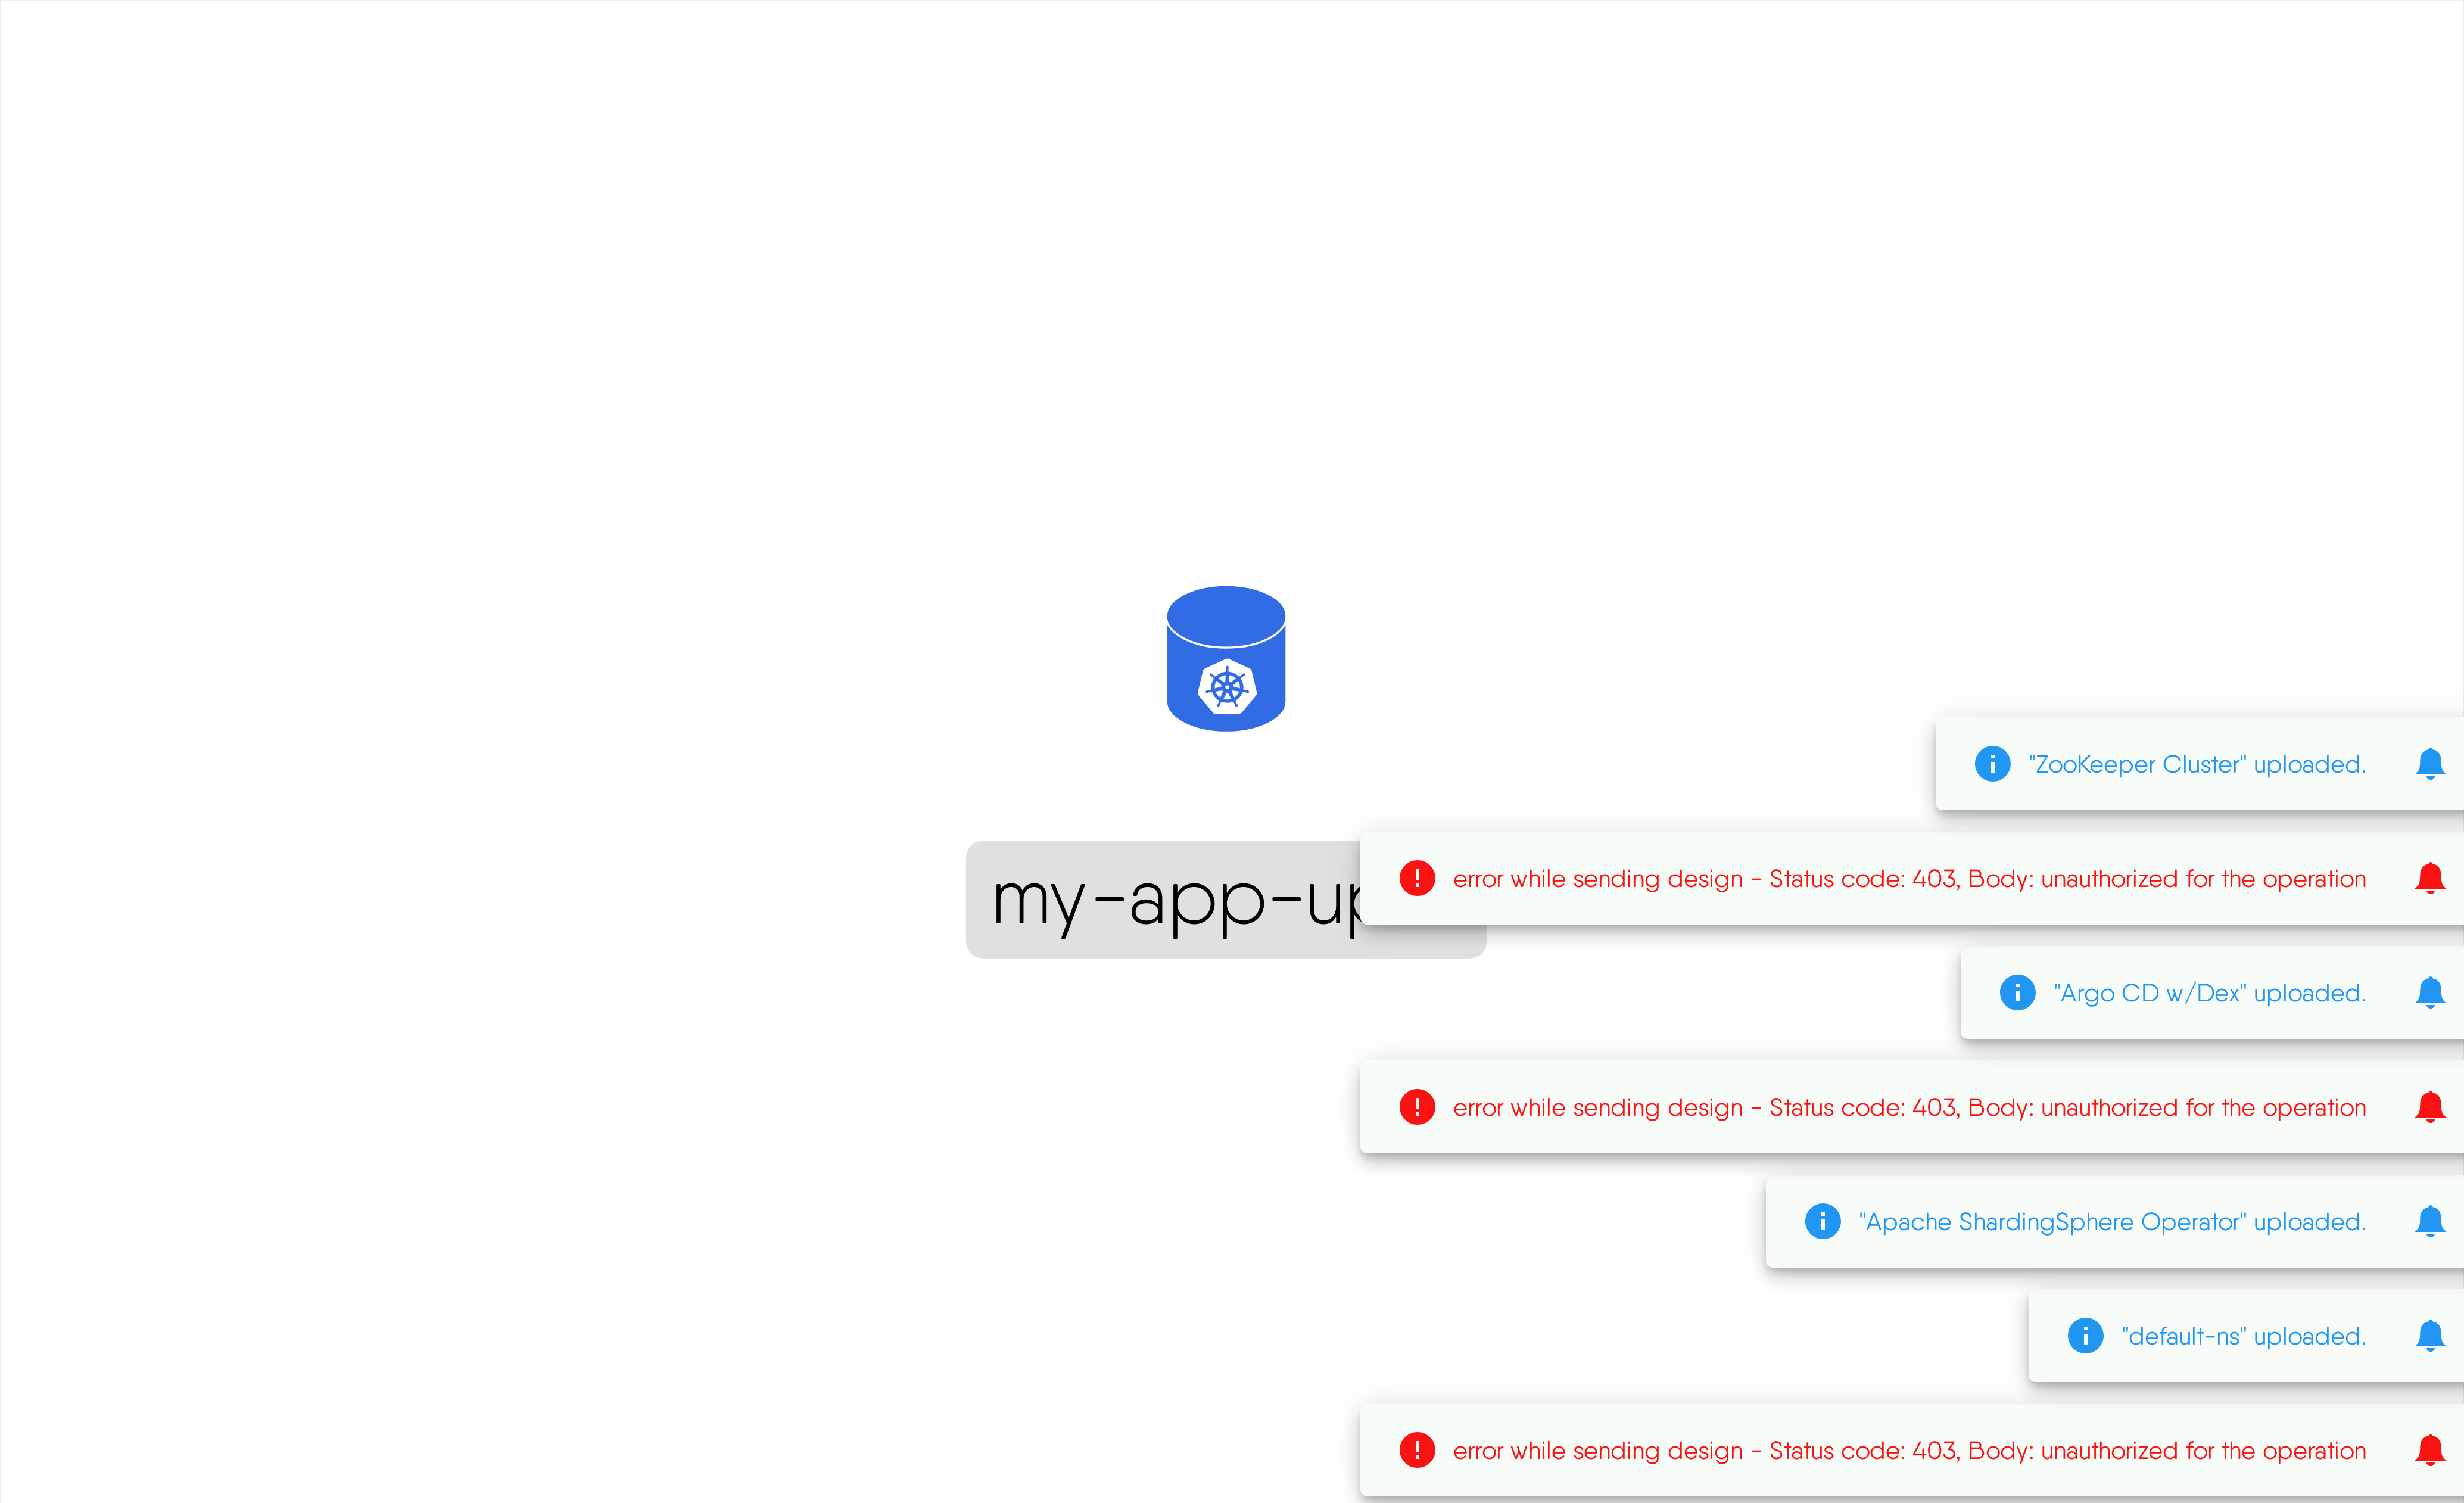 "ZooKeeper Cluster" uploaded.
my-app-up
error while sending design - Status code: 403, Body: unauthorized for the operation
"Argo CD w/Dex" uploaded.
error while sending design - Status code: 403, Body: unauthorized for the operation
"Apache ShardingSphere Operator" uploaded.
"default-ns" uploaded.
error while sending design - Status code: 403, Body: unauthorized for the operation